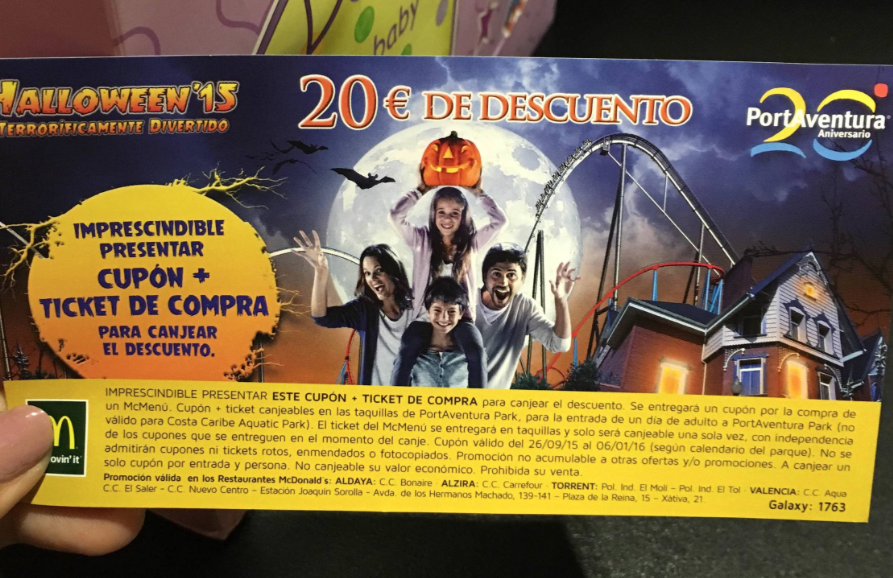 baby
HALLOWEEN'15
TERRORÍFICAMENTE DIVERTIDO
20€ DE DESCUENTO
20
PortAventura
Aniversario
IMPRESCINDIBLE
PRESENTAR
CUPÓN +
TICKET DE COMPRA
PARA CANJEAR
EL DESCUENTO.
IMPRESCINDIBLE PRESENTAR ESTE CUPÓN + TICKET DE COMPRA para canjear el descuento. Se entregará un cupón por la compra de
un McMenú. Cupón + ticket canjeables en las taquillas de PortAventura Park, para la entrada de un día de adulto a PortAventura Park (no
válido para Costa Caribe Aquatic Park). El ticket del McMenú se entregará en taquillas y solo será canjeable una sola vez, con independencia
de los cupones que se entreguen en el momento del canje. Cupón válido del 26/09/15 al 06/01/16 (según calendario del parque). No se
admitirán cupones ni tickets rotos, enmendados o fotocopiados. Promoción no acumulable a otras ofertas y/o promociones. A canjear un
solo cupón por entrada y persona. No canjeable su valor económico. Prohibida su venta.
Promoción válida en los Restaurantes McDonald's: ALDAYA: C.C. Bonaire · ALZIRA: C.C. Carrefour · TORRENT: Pol. Ind. El Molí – Pol. Ind. El Tol · VALENCIA: C.C. Aqua
C.C. El Saler – C.C. Nuevo Centro – Estación Joaquín Sorolla – Avda. de los Hermanos Machado, 139-141 – Plaza de la Reina, 15 – Xàtiva, 21.
Galaxy: 1763
M
ovin' it